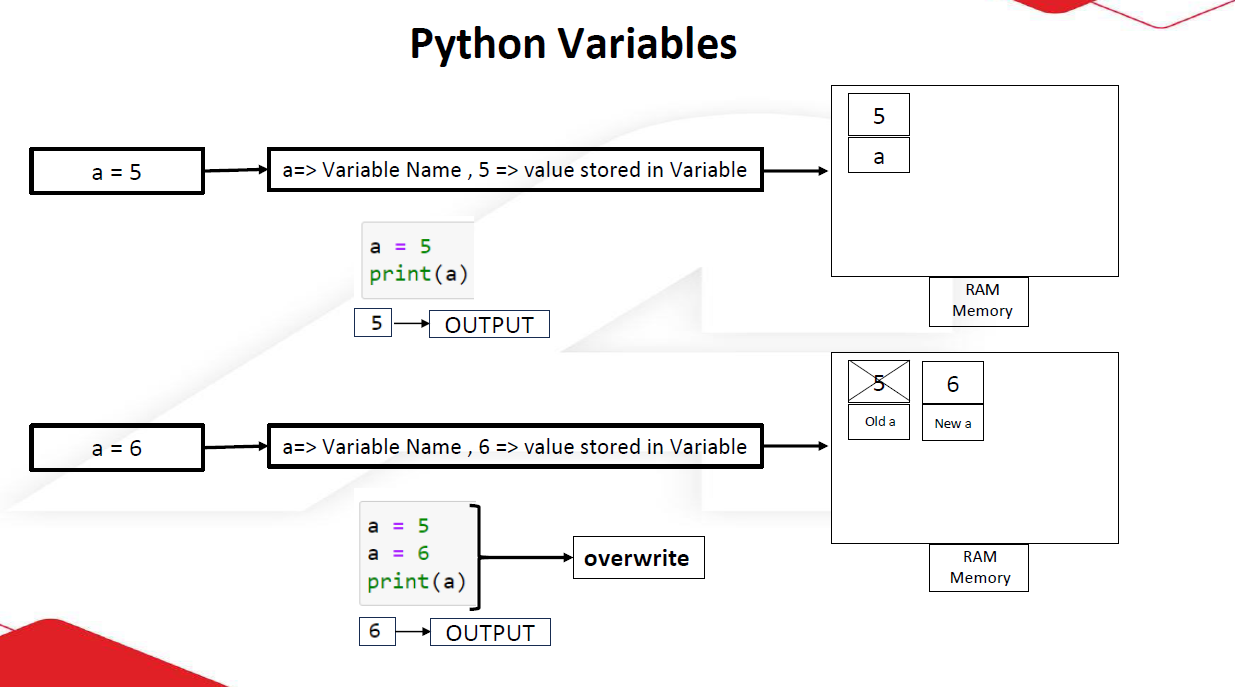 Python Variables
a = 5
a=> Variable Name , 5 => value stored in Variable
5
a
RAM
Memory
a = 5
print(a)
5
OUTPUT
a = 6
a=> Variable Name , 6 => value stored in Variable
5
6
Old a
New a
RAM
Memory
a = 5
a = 6
print(a)
overwrite
6
OUTPUT